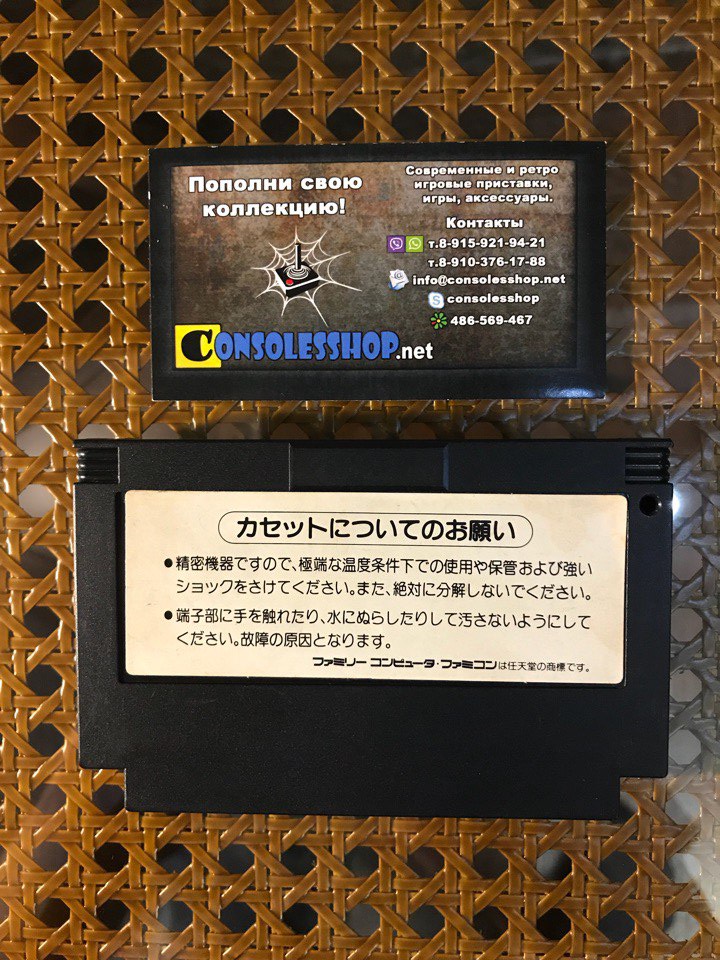 Пополни свою
коллекцию!
Современные и ретро
игровые приставки,
игры, аксессуары.
Контакты
т.8-915-921-94-21
т.8-910-376-17-88
info@consolesshop.net
consolesshop
486-569-467
CONSOLESSHOP.net
カセットについてのお願い
●精密機器ですので、極端な温度条件下での使用や保管および強い
ショックをさけてください。また、絶対に分解しないでください。
●端子部に手を触れたり、水にぬらしたりして汚さないようにして
ください。故障の原因となります。
ファミリー コンピュータ・ファミコンは任天堂の商標です。